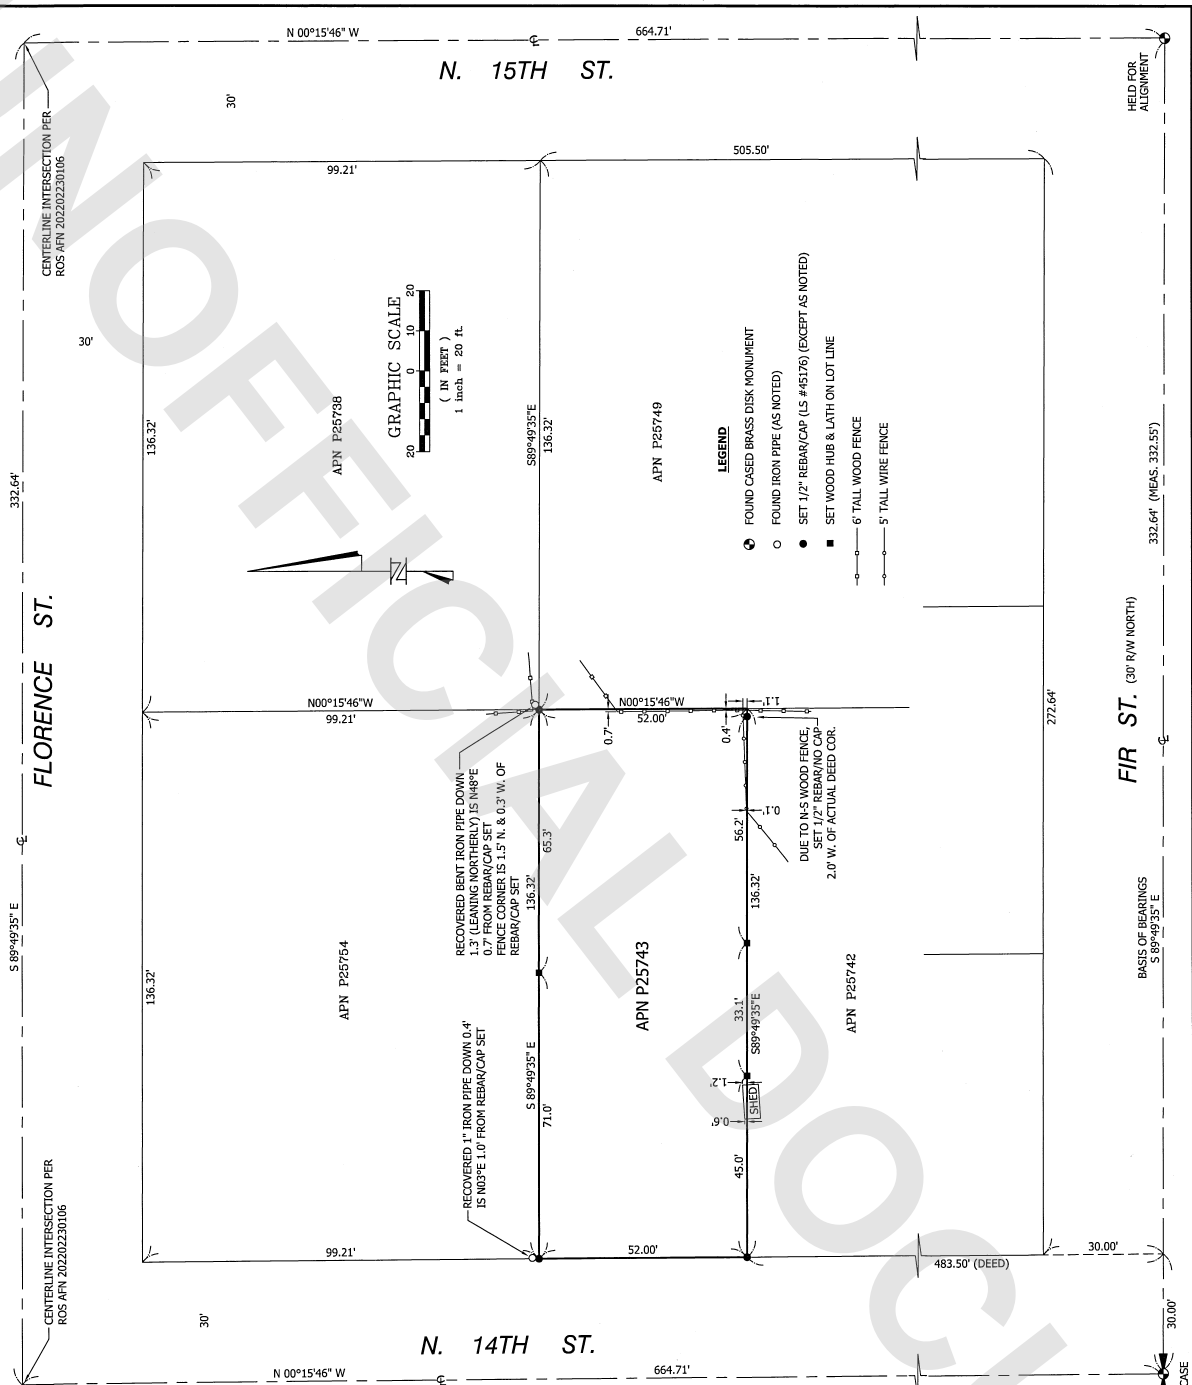 N 00°15'46" W
664.71'
N. 15TH ST.
HELD FOR
ALIGNMENT
CENTERLINE INTERSECTION PER
ROS AFN 202202230106
30'
99.21'
505.50'
30'
332.64'
136.32'
APN P25738
GRAPHIC SCALE
20 10 0 20
( IN FEET )
1 inch = 20 ft.
S89°49'35"E
136.32'
APN P25749
LEGEND
FOUND CASED BRASS DISK MONUMENT
FOUND IRON PIPE (AS NOTED)
SET 1/2" REBAR/CAP (LS #45176) (EXCEPT AS NOTED)
SET WOOD HUB & LATH ON LOT LINE
6' TALL WOOD FENCE
5' TALL WIRE FENCE
332.64' (MEAS. 332.55')
FLORENCE ST.
N
N00°15'46"W
99.21'
N00°15'46"W
52.00'
0.7'
0.4'
1.1'
272.64'
FIR ST. (30' R/W NORTH)
RECOVERED BENT IRON PIPE DOWN
1.3' (LEANING NORTHERLY) IS N48°E
0.7' FROM REBAR/CAP SET
FENCE CORNER IS 1.5' N. & 0.3' W. OF
REBAR/CAP SET
65.3'
136.32'
56.2'
0.1'
136.32'
DUE TO N-S WOOD FENCE,
SET 1/2" REBAR/NO CAP
2.0' W. OF ACTUAL DEED COR.
S 89°49'35" E
136.32'
APN P25754
APN P25743
APN P25742
BASIS OF BEARINGS
S 89°49'35" E
RECOVERED 1" IRON PIPE DOWN 0.4'
IS N03°E 1.0' FROM REBAR/CAP SET
S 89°49'35" E
71.0'
33.1'
S89°49'35"E
1.2'
SHED
0.6'
45.0'
CENTERLINE INTERSECTION PER
ROS AFN 202202230106
99.21'
52.00'
483.50' (DEED)
30.00'
30'
N. 14TH ST.
30.00'
N 00°15'46" W
664.71'
CASE
UNOFFICIAL DOCU